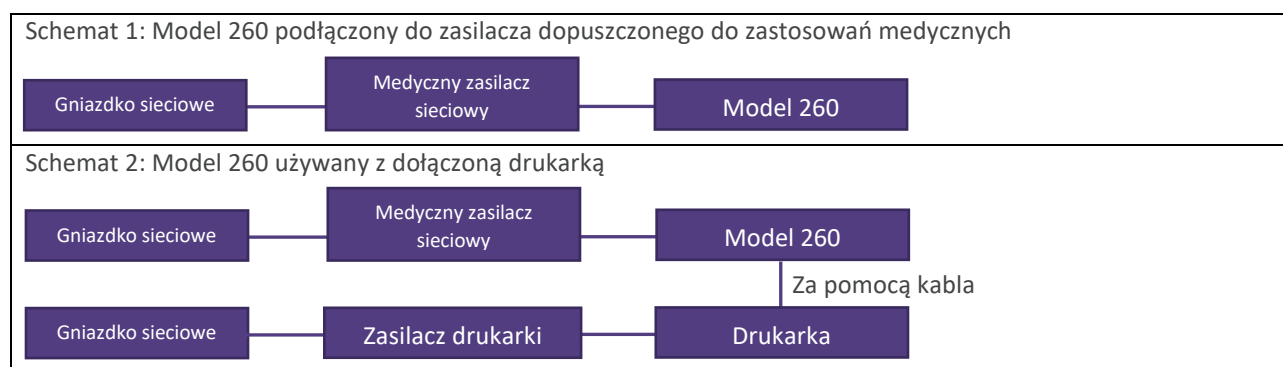 Schemat 1: Model 260 podłączony do zasilacza dopuszczonego do zastosowań medycznych
Gniazdko sieciowe
Medyczny zasilacz
sieciowy
Model 260
Schemat 2: Model 260 używany z dołączoną drukarką
Gniazdko sieciowe
Medyczny zasilacz
sieciowy
Model 260
Za pomocą kabla
Gniazdko sieciowe
Zasilacz drukarki
Drukarka